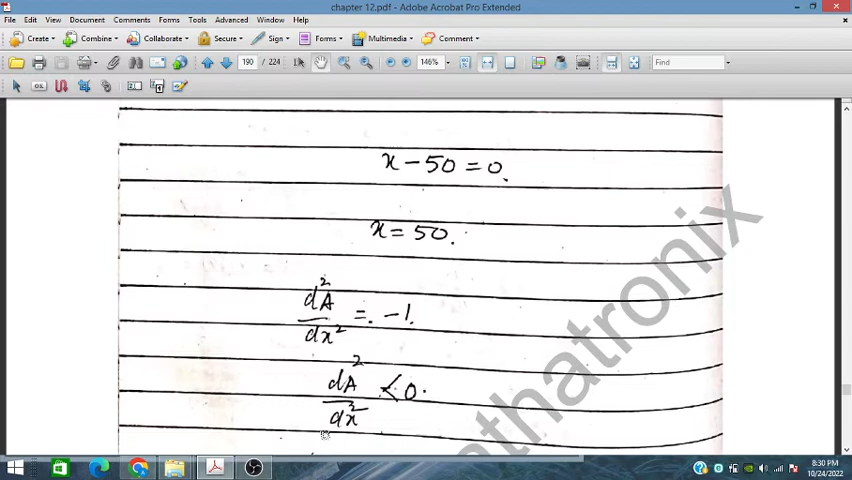 chapter 12.pdf - Adobe Acrobat Pro Extended
File Edit View Document Comments Forms Tools Advanced Window Help
Create Combine Collaborate Secure Sign Forms Multimedia Comment
190 / 224 146% Find
x - 50 = 0.
x = 50.
d²A/dx² = -1.
dA²/dx² < 0.
thatronix
8:30 PM
10/24/2022